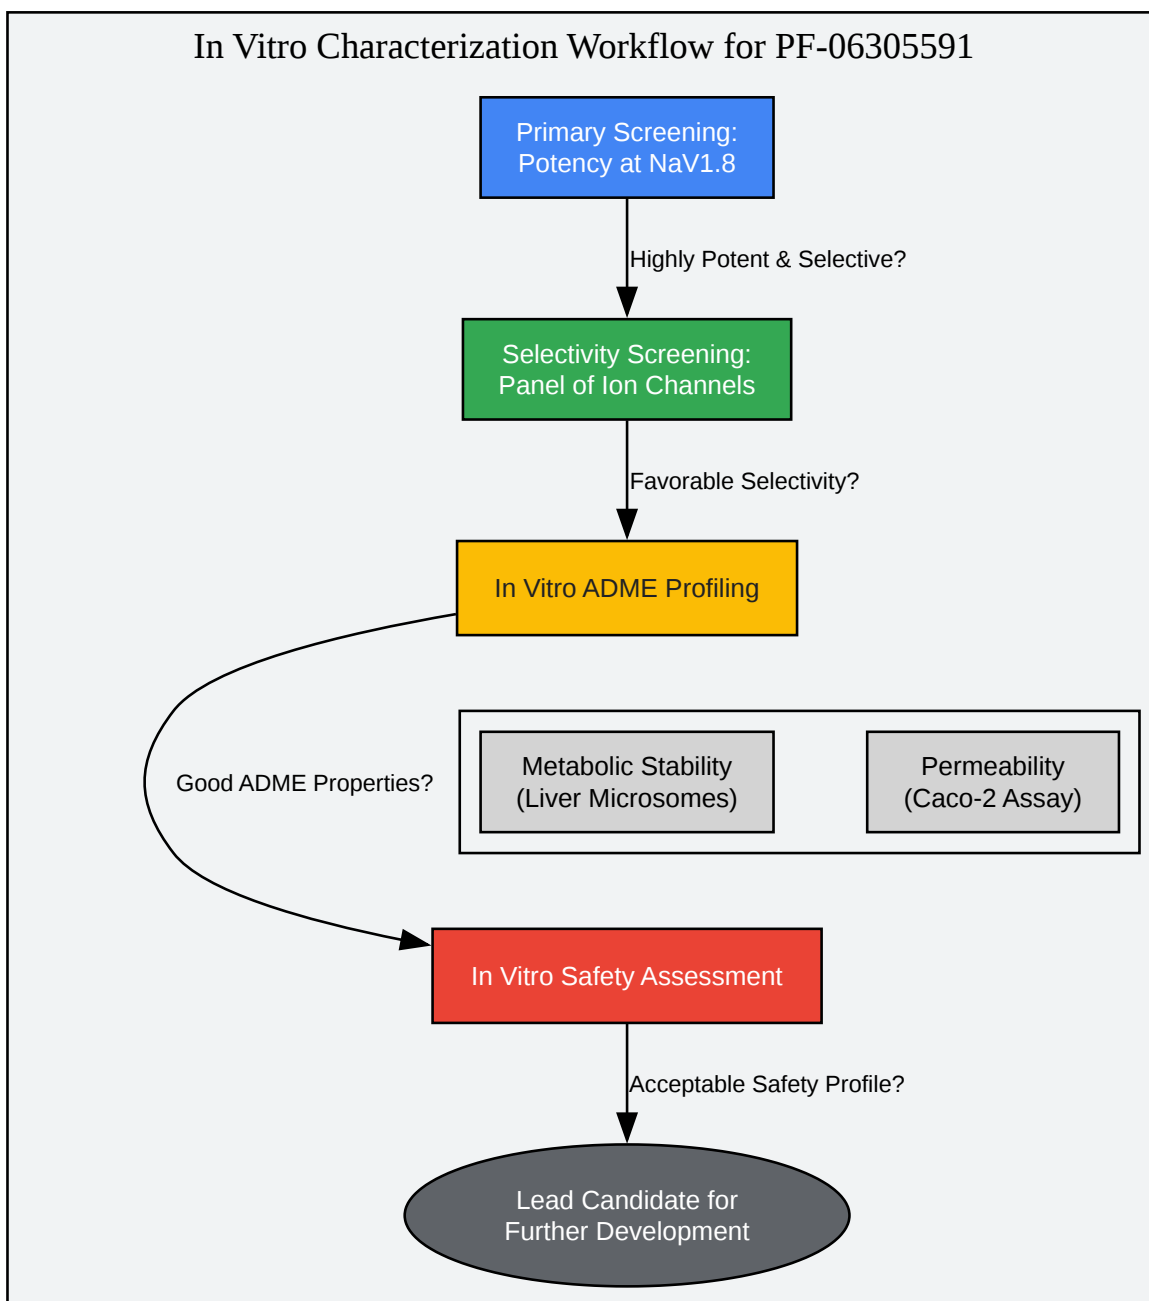 In Vitro Characterization Workflow for PF-06305591
Primary Screening:
Potency at NaV1.8
Highly Potent & Selective?
Selectivity Screening:
Panel of Ion Channels
Favorable Selectivity?
In Vitro ADME Profiling
Good ADME Properties?
Metabolic Stability
(Liver Microsomes)
Permeability
(Caco-2 Assay)
In Vitro Safety Assessment
Acceptable Safety Profile?
Lead Candidate for
Further Development